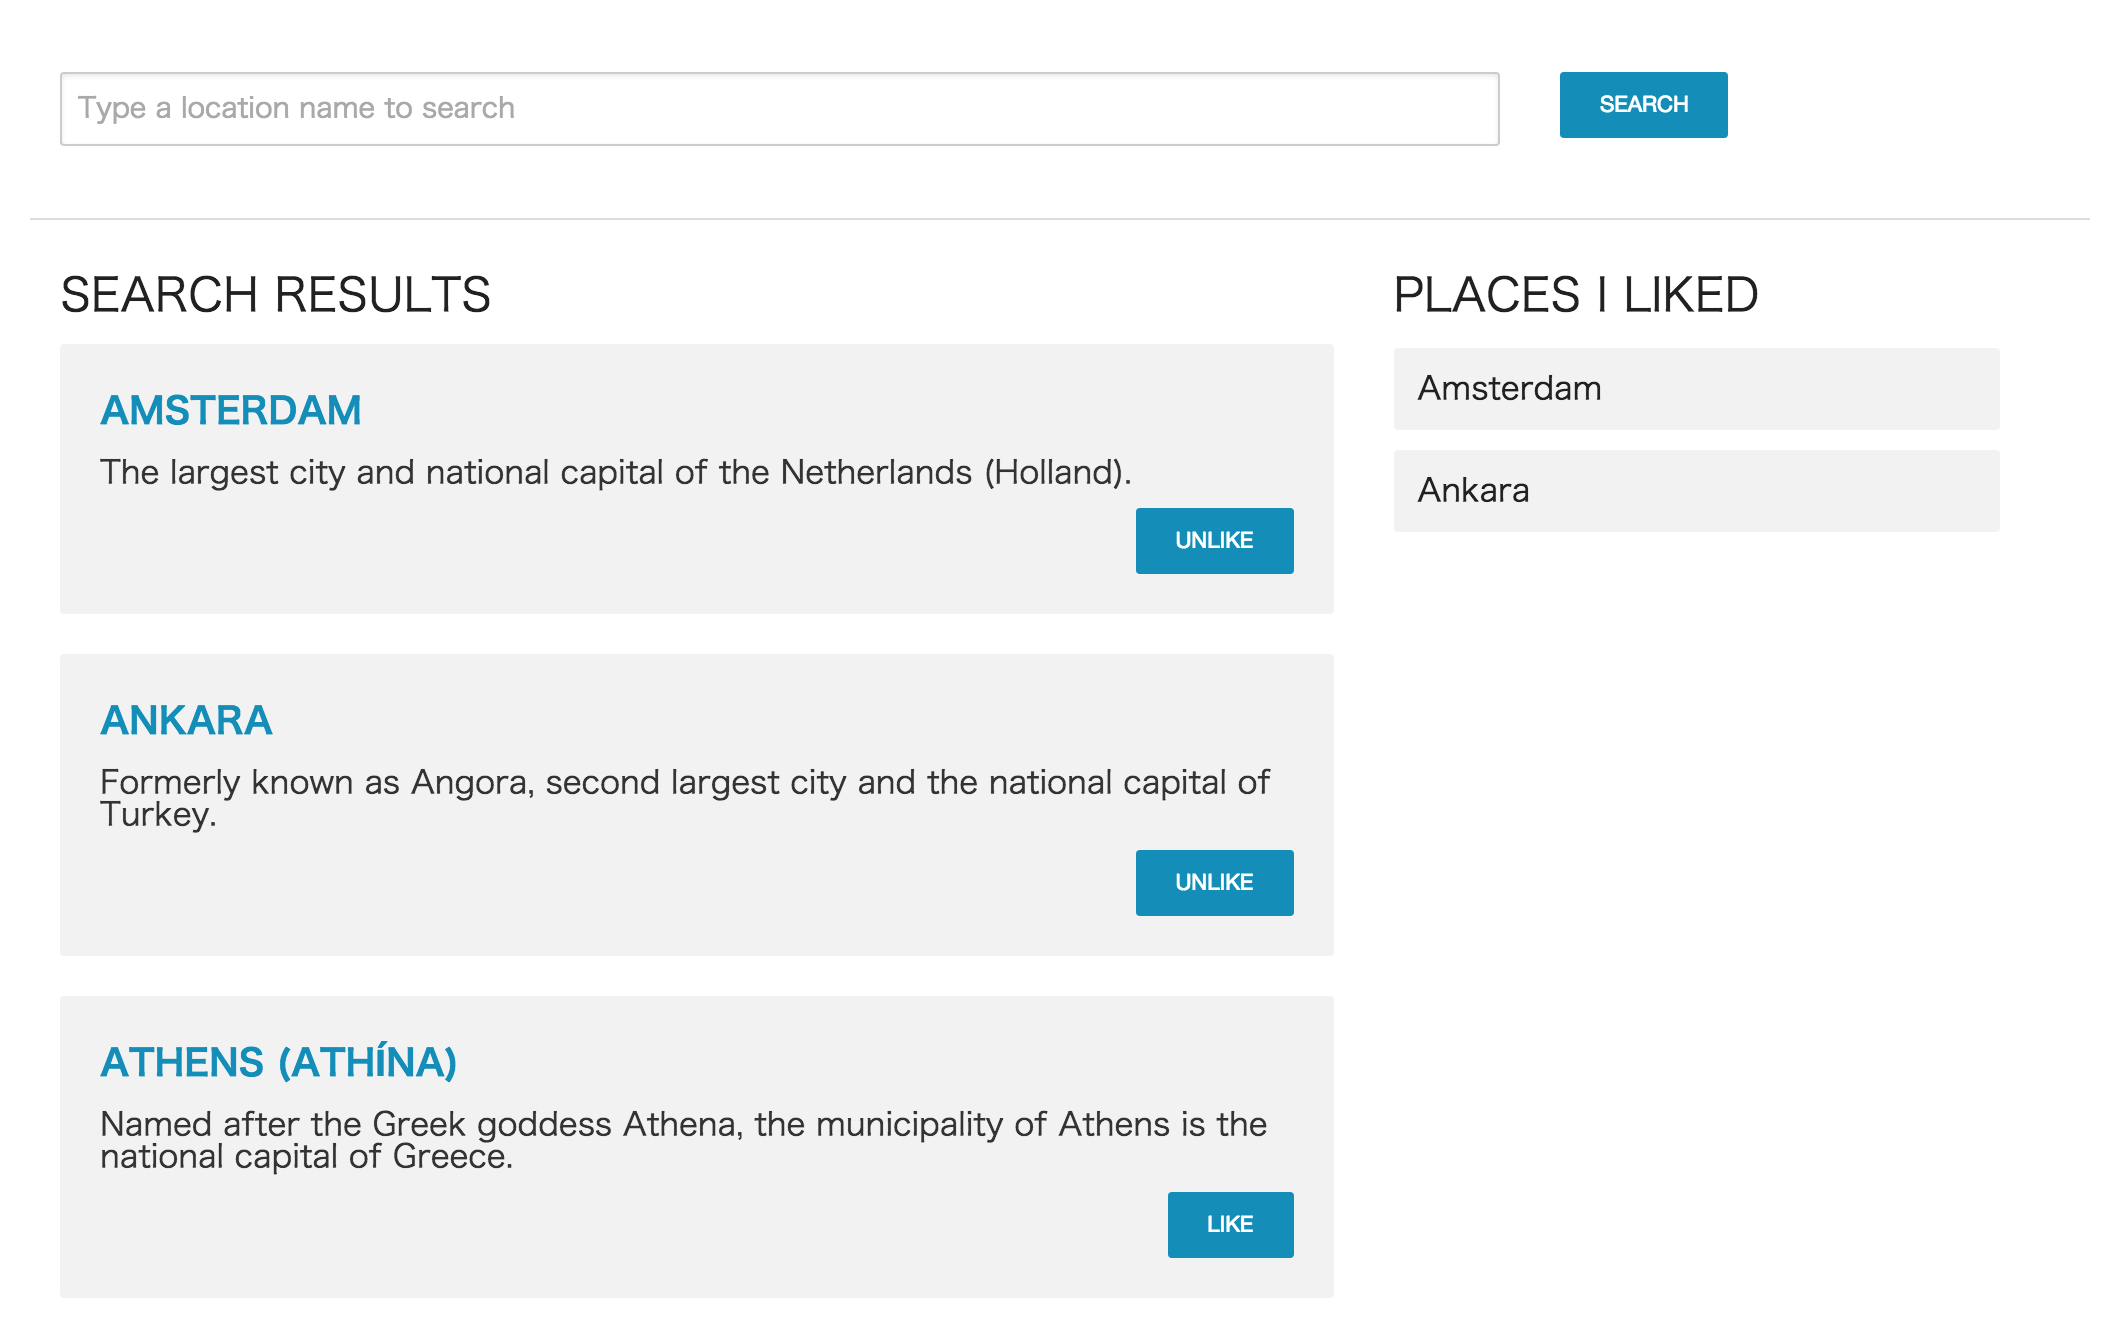 Type a location name to search
SEARCH
SEARCH RESULTS
AMSTERDAM
The largest city and national capital of the Netherlands (Holland).
UNLIKE
ANKARA
Formerly known as Angora, second largest city and the national capital of
Turkey.
UNLIKE
ATHENS (ATHÍNA)
Named after the Greek goddess Athena, the municipality of Athens is the
national capital of Greece.
LIKE
PLACES I LIKED
Amsterdam
Ankara